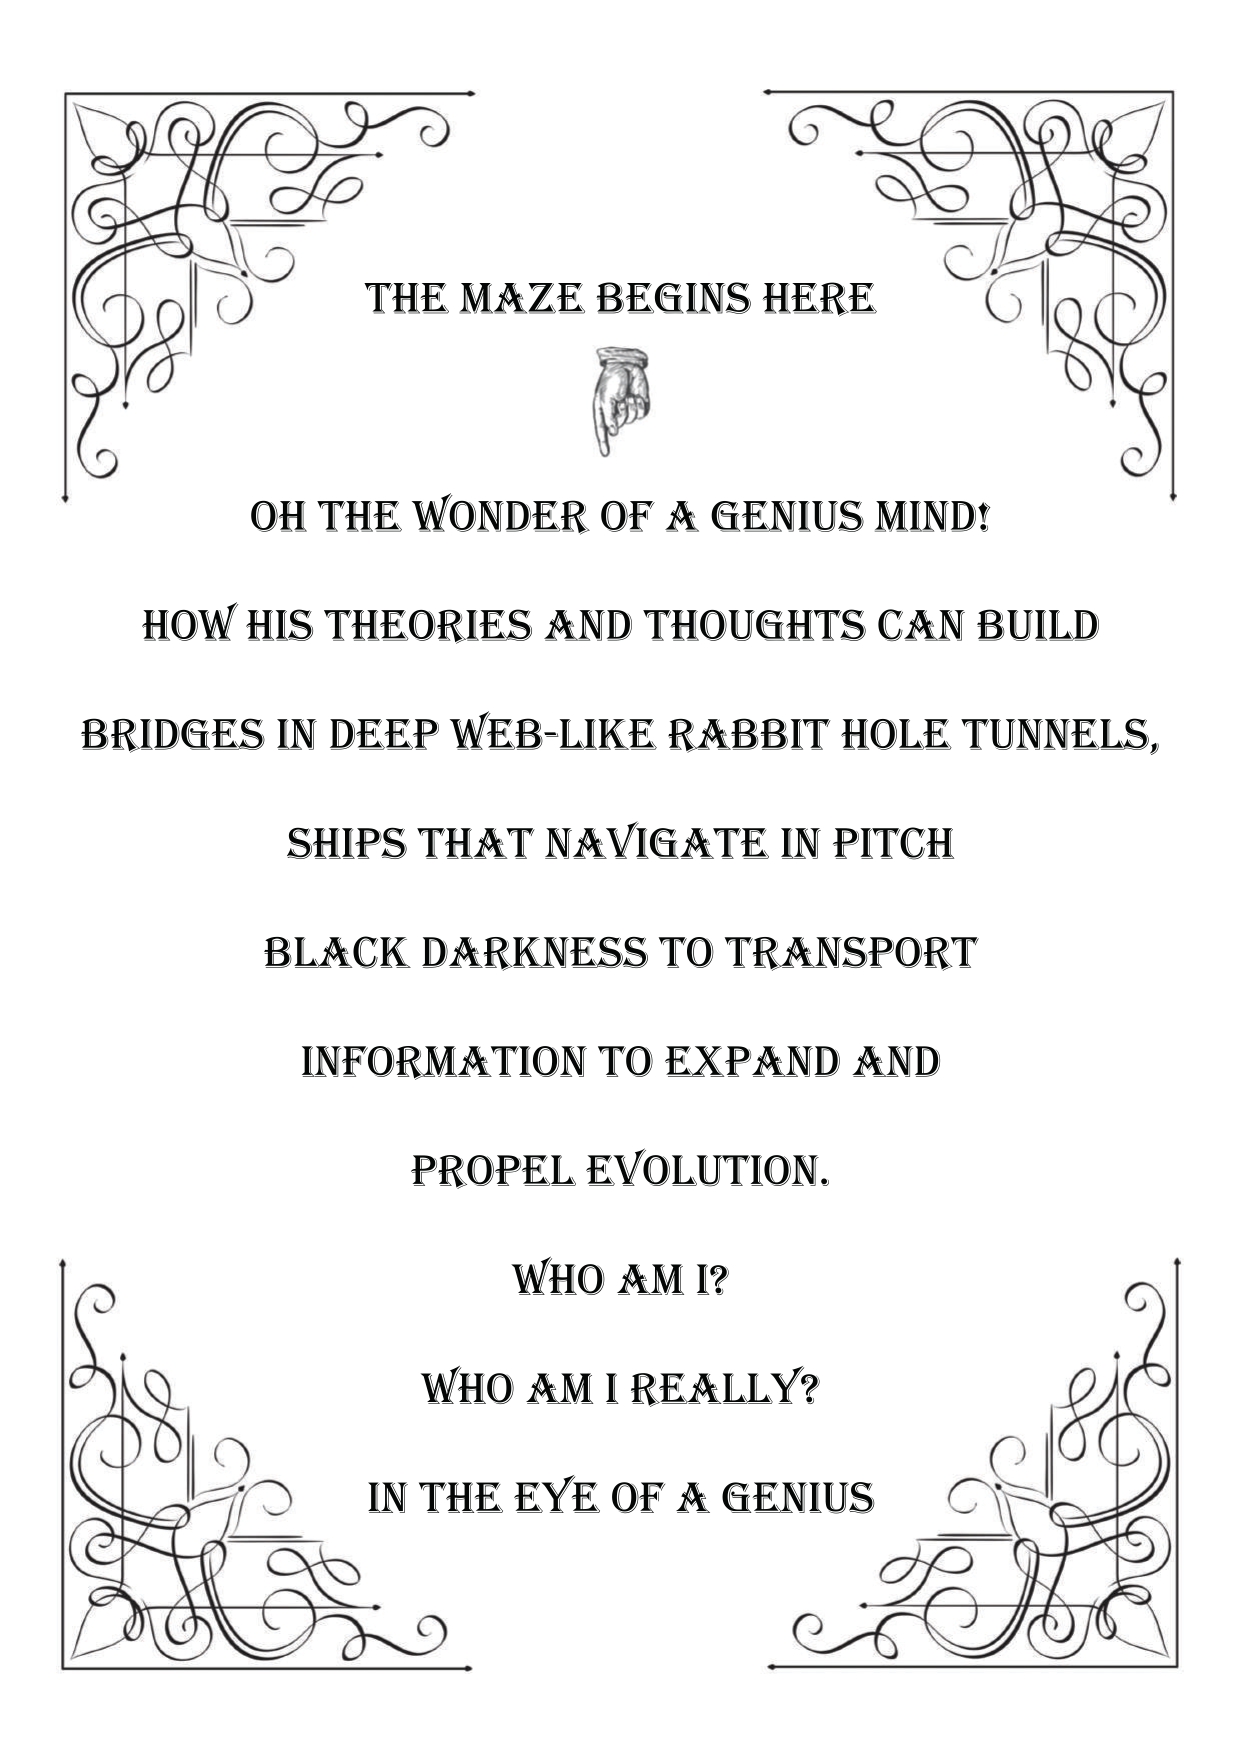 THE MAZE BEGINS HERE
OH THE WONDER OF A GENIUS MIND!
HOW HIS THEORIES AND THOUGHTS CAN BUILD
BRIDGES IN DEEP WEB-LIKE RABBIT HOLE TUNNELS,
SHIPS THAT NAVIGATE IN PITCH
BLACK DARKNESS TO TRANSPORT
INFORMATION TO EXPAND AND
PROPEL EVOLUTION.
WHO AM I?
WHO AM I REALLY?
IN THE EYE OF A GENIUS